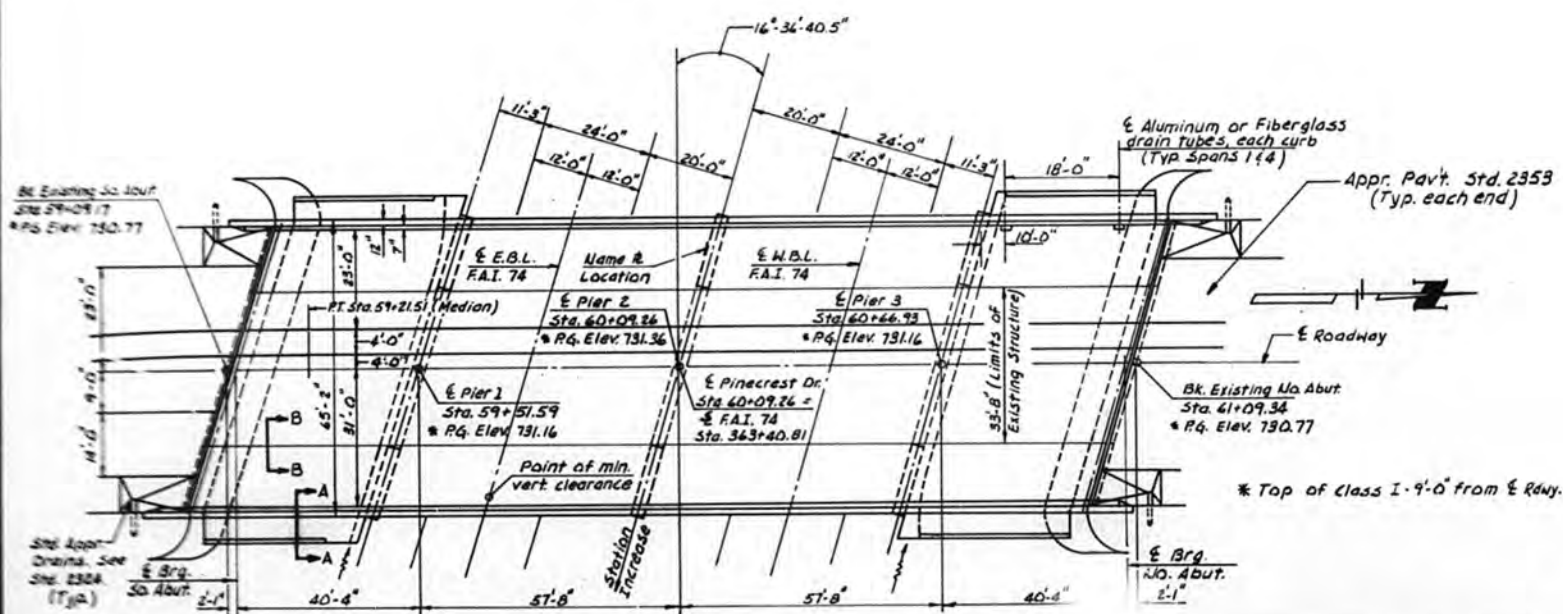 16°-36'-40.5"
11'-3"
24'-0"
12'-0"
12'-0"
20'-0"
20'-0"
24'-0"
12'-0"
12'-0"
11'-3"
℄ Aluminum or Fiberglass
drain tubes, each curb
(Typ. Spans 1 & 4)
18'-0"
10'-0"
Appr. Pav't. Std. 2353
(Typ. each end)
Bk. Existing So. Abut.
Sta. 59+09.17
* P.G. Elev. 730.77
12"
7"
23'-0"
℄ E.B.L.
F.A.I. 74
Name ℞
Location
℄ W.B.L.
F.A.I. 74
P.T. Sta. 59+21.51 (Median)
℄ Pier 2
Sta. 60+09.26
* P.G. Elev. 731.36
℄ Pier 3
Sta. 60+66.93
* P.G. Elev. 731.16
33'-8" (Limits of
Existing Structure)
℄ Roadway
4'-0"
4'-0"
23'-0"
9'-0"
14'-0"
65'-2"
31'-0"
℄ Pier 1
Sta. 59+51.59
* P.G. Elev. 731.16
℄ Pinecrest Dr.
Sta. 60+09.26 =
℄ F.A.I. 74
Sta. 363+40.81
Bk. Existing No. Abut.
Sta. 61+09.34
* P.G. Elev. 730.77
B
B
A
A
Point of min.
vert. clearance
* Top of Class I - 9'-0" from ℄ Rdwy.
Std. Appr.
Drains. See
Std.
(Typ.)
℄ Brg.
So. Abut.
Station
Increase
℄ Brg.
No. Abut.
2'-1"
40'-4"
57'-8"
57'-8"
40'-4"
2'-1"